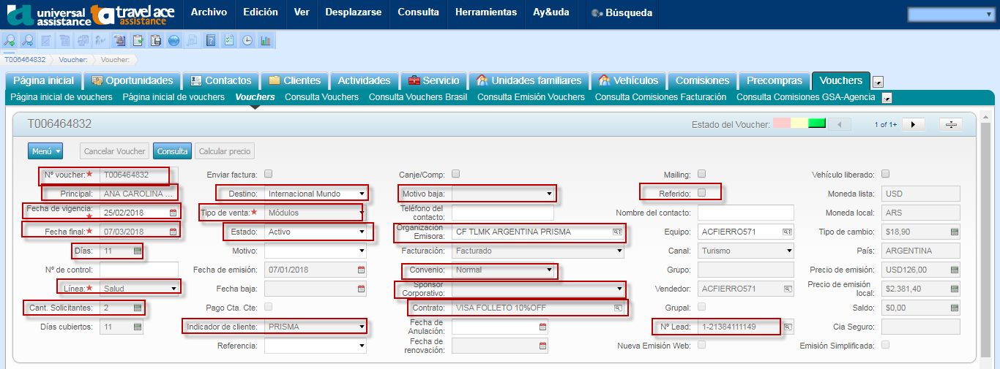 universal assistance travel ace assistance Archivo Edición Ver Desplazarse Consulta Herramientas Ay&uda Búsqueda
T006464832 Voucher: Voucher:
Página inicial Oportunidades Contactos Clientes Actividades Servicio Unidades familiares Vehículos Comisiones Precompras Vouchers
Página inicial de vouchers Página inicial de vouchers Vouchers Consulta Vouchers Consulta Vouchers Brasil Consulta Emisión Vouchers Consulta Comisiones Facturación Consulta Comisiones GSA-Agencia
T006464832 Estado del Voucher: 1 of 1+
Menú Cancelar Voucher Consulta Calcular precio
Nº voucher:★ T006464832 Enviar factura: Canje/Comp: Mailing: Vehículo liberado:
Principal: ANA CAROLINA ... Destino: Internacional Mundo Motivo baja: Referido: Moneda lista: USD
Fecha de vigencia:★ 25/02/2018 Tipo de venta:★ Módulos Teléfono del contacto: Nombre del contacto: Moneda local: ARS
Fecha final:★ 07/03/2018 Estado: Activo Organización Emisora: CF TLMK ARGENTINA PRISMA Equipo: ACFIERRO571 Tipo de cambio: $18,90
Días: 11 Motivo: Facturación: Facturado Canal: Turismo País: ARGENTINA
Nº de control: Fecha de emisión: 07/01/2018 Convenio: Normal Grupo: Precio de emisión: USD126,00
Línea:★ Salud Fecha baja: Sponsor Corporativo: Vendedor: ACFIERRO571 Precio de emisión local: $2.381,40
Cant. Solicitantes: 2 Pago Cta. Cte: Contrato: VISA FOLLETO 10%OFF Grupal: Saldo: $0,00
Días cubiertos: 11 Indicador de cliente: PRISMA Fecha de Anulación: Nº Lead: 1-21384111149 Cia Seguro:
Referencia: Fecha de renovación: Nueva Emisión Web: Emisión Simplificada: